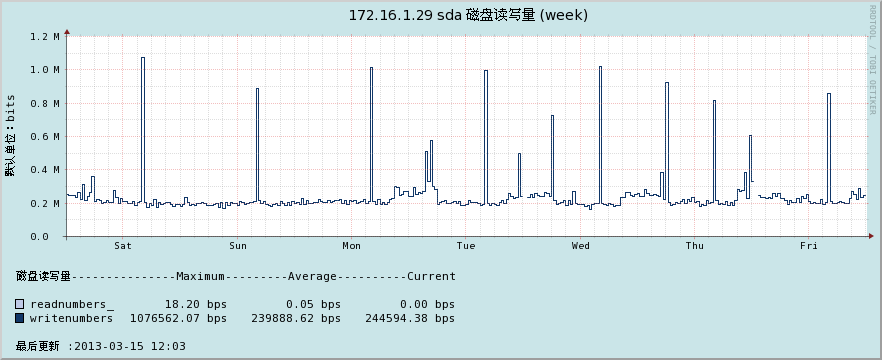 172.16.1.29 sda 磁盘读写量 (week)
RRDTOOL / TOBI OETIKER
默认单位：bits
1.2 M
1.0 M
0.8 M
0.6 M
0.4 M
0.2 M
0.0
Sat Sun Mon Tue Wed Thu Fri
磁盘读写量---------------Maximum---------Average----------Current
readnumbers_ 18.20 bps 0.05 bps 0.00 bps
writenumbers 1076562.07 bps 239888.62 bps 244594.38 bps
最后更新 :2013-03-15 12:03